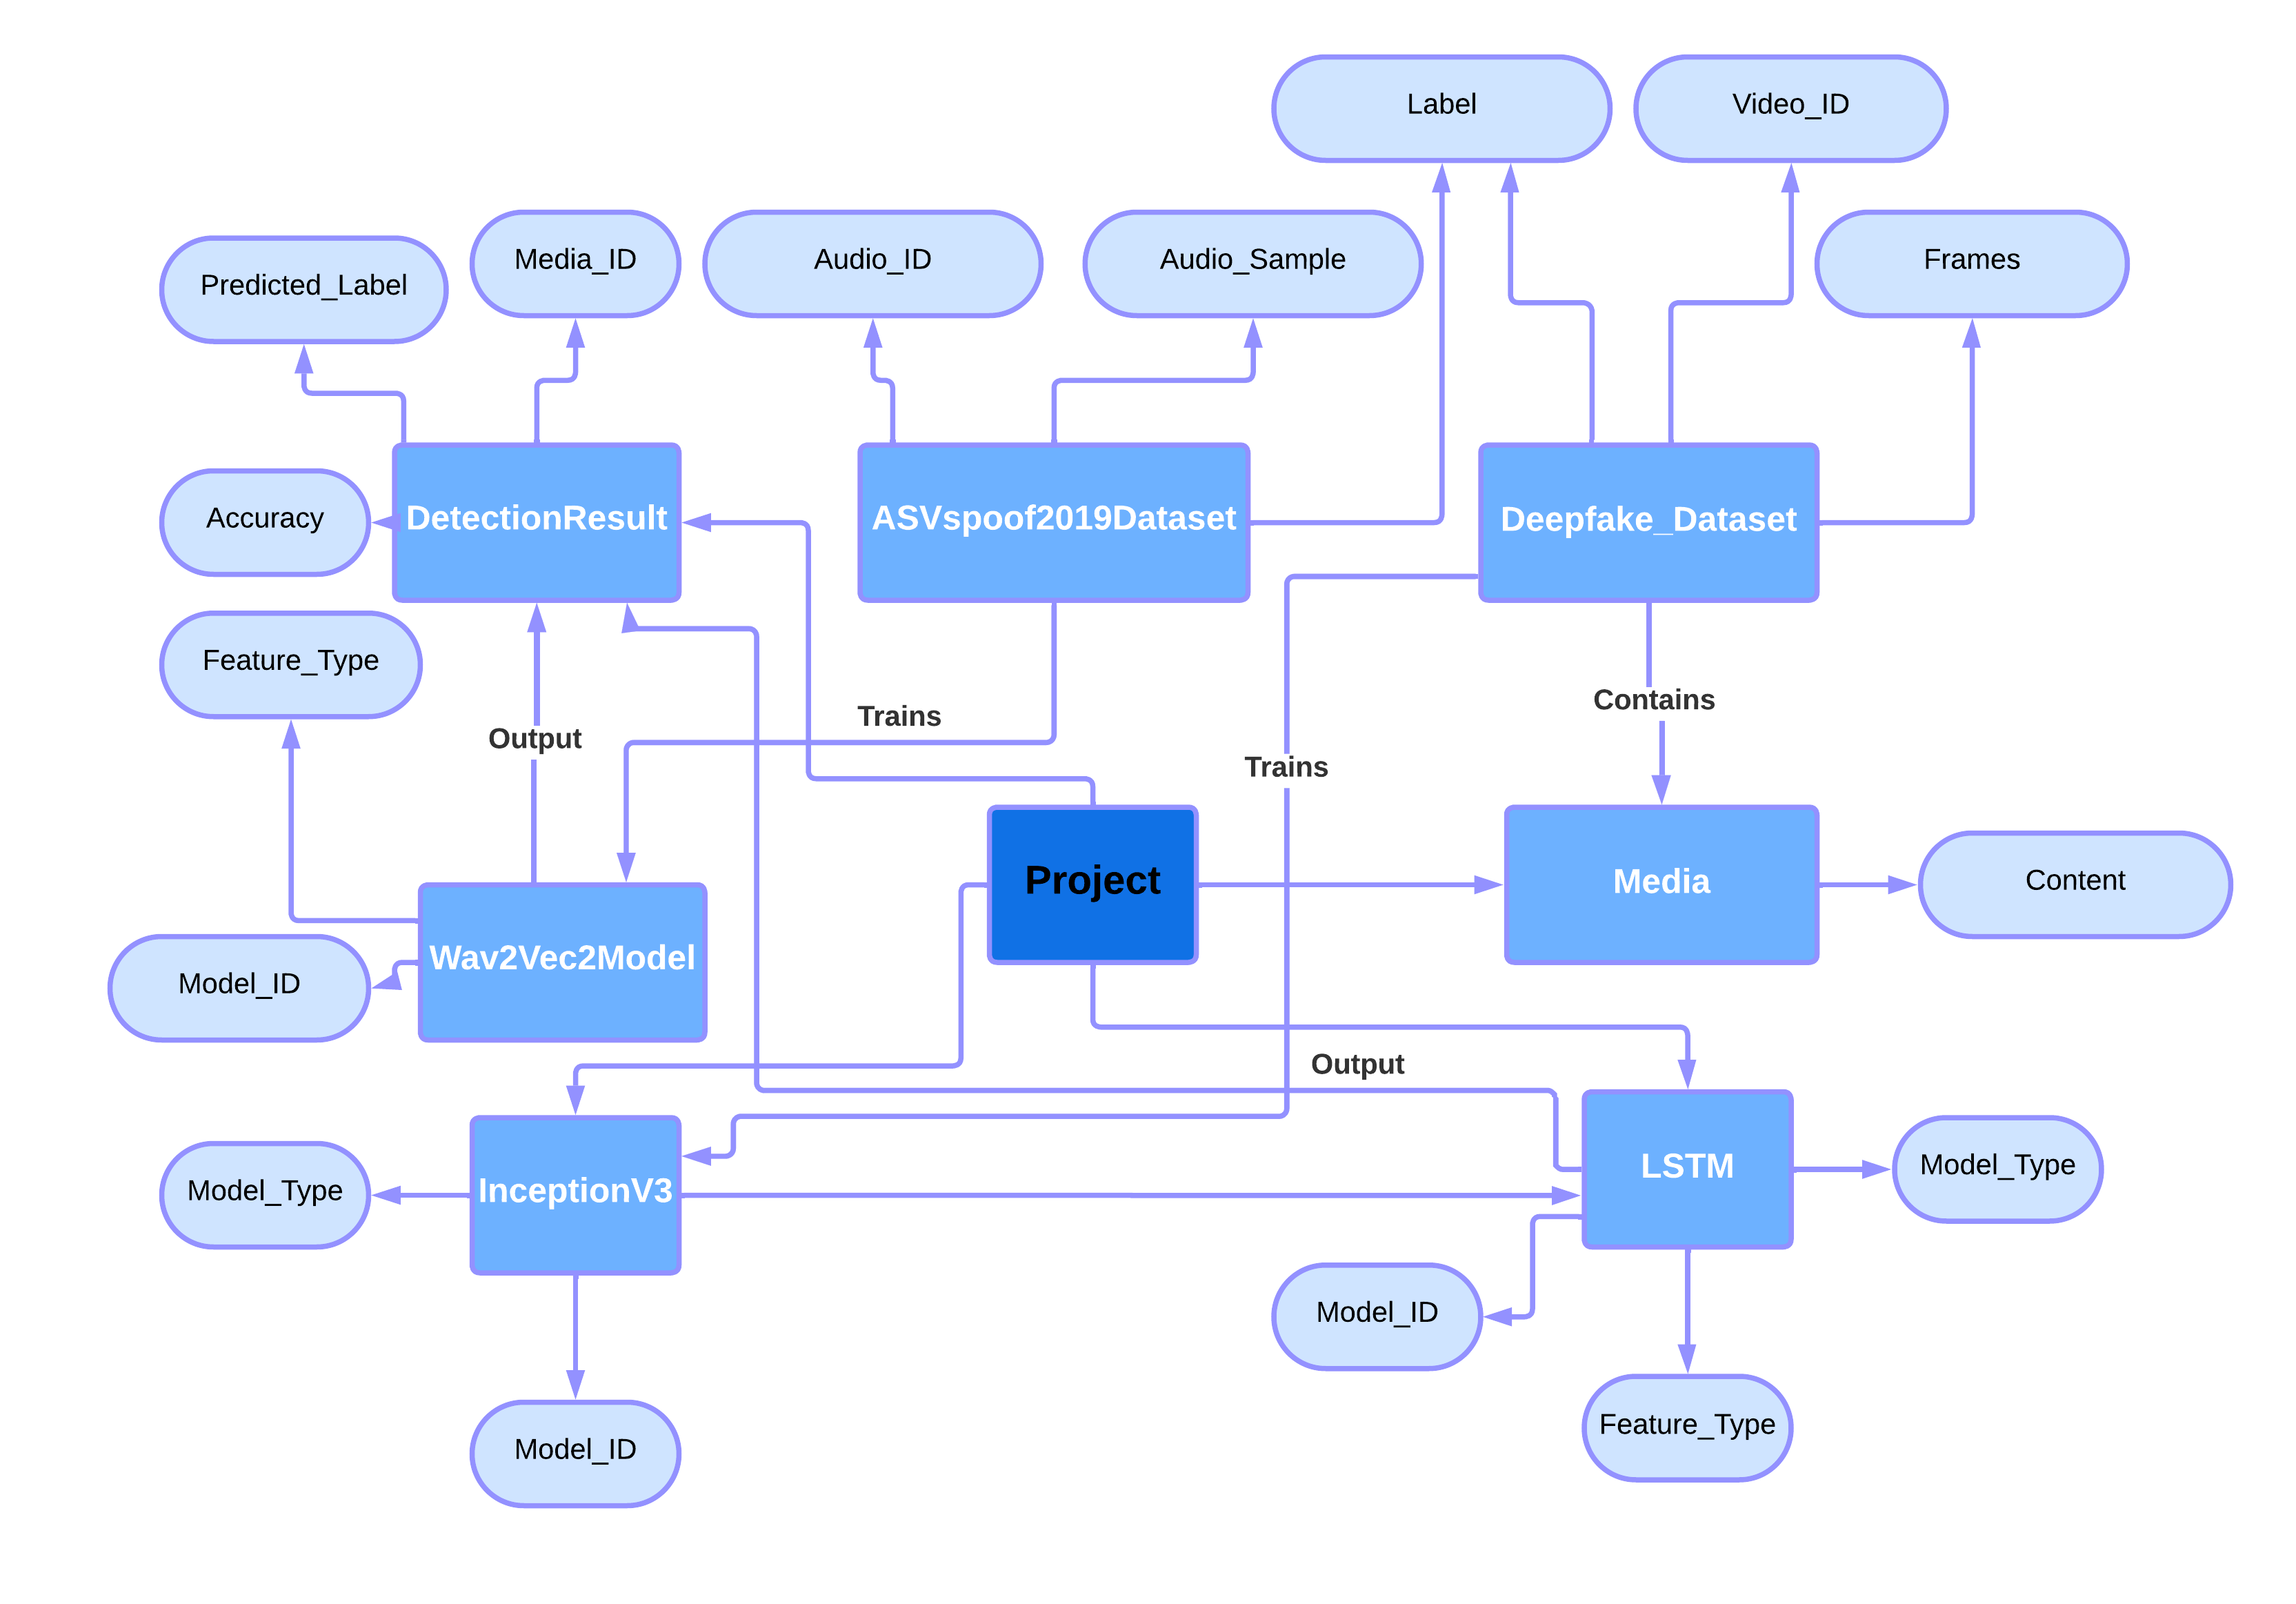 Label
Video_ID
Predicted_Label
Media_ID
Audio_ID
Audio_Sample
Frames
Accuracy
DetectionResult
ASVspoof2019Dataset
Deepfake_Dataset
Feature_Type
Output
Trains
Trains
Contains
Project
Media
Content
Wav2Vec2Model
Model_ID
Output
Model_Type
InceptionV3
LSTM
Model_Type
Model_ID
Feature_Type
Model_ID